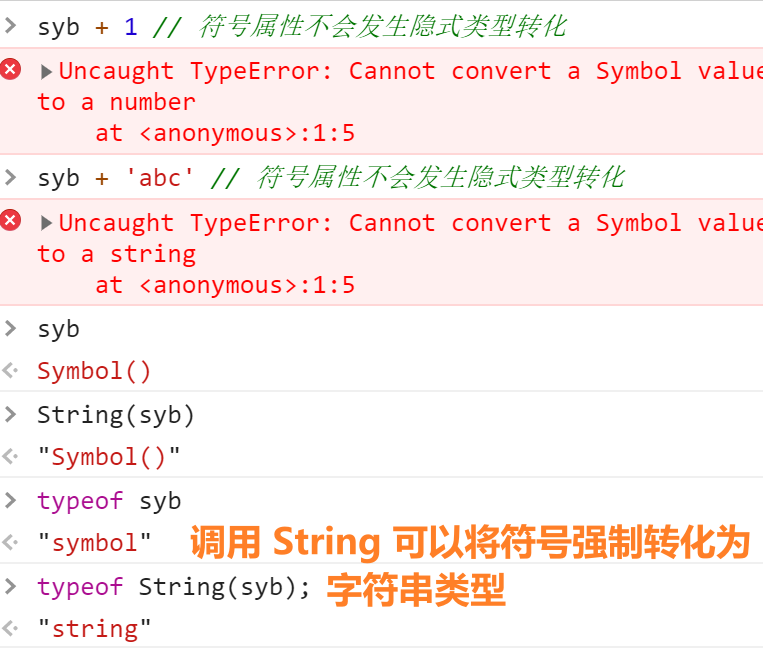 syb + 1 // 符号属性不会发生隐式类型转化
Uncaught TypeError: Cannot convert a Symbol value
to a number
at <anonymous>:1:5
syb + 'abc' // 符号属性不会发生隐式类型转化
Uncaught TypeError: Cannot convert a Symbol value
to a string
at <anonymous>:1:5
syb
Symbol()
String(syb)
"Symbol()"
typeof syb
"symbol"
调用 String 可以将符号强制转化为
字符串类型
typeof String(syb);
"string"